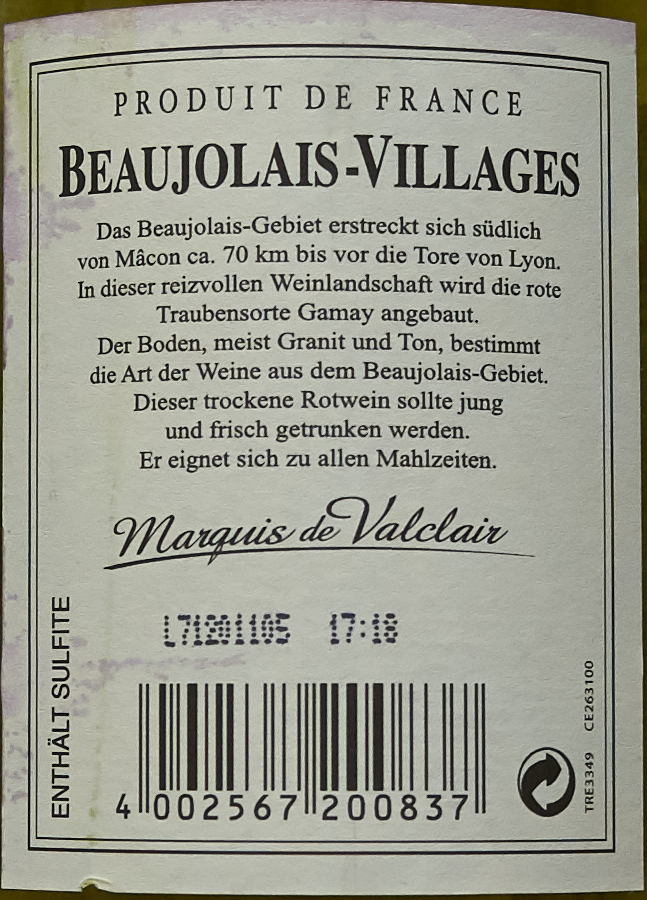 PRODUIT DE FRANCE
BEAUJOLAIS-VILLAGES
Das Beaujolais-Gebiet erstreckt sich südlich
von Mâcon ca. 70 km bis vor die Tore von Lyon.
In dieser reizvollen Weinlandschaft wird die rote
Traubensorte Gamay angebaut.
Der Boden, meist Granit und Ton, bestimmt
die Art der Weine aus dem Beaujolais-Gebiet.
Dieser trockene Rotwein sollte jung
und frisch getrunken werden.
Er eignet sich zu allen Mahlzeiten.
Marquis de Valclair
L71201105 17:18
ENTHÄLT SULFITE
4 002567 200837
TRE3349 CE263100